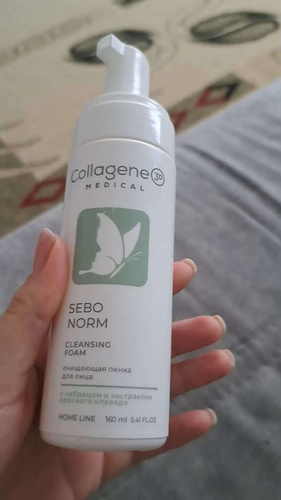 Collagene 3D
MEDICAL
SEBO
NORM
CLEANSING
FOAM
очищающая пенка
для лица
с чабрецом и экстрактом
красного клевера
HOME LINE 160 ml 5.41 FL.OZ